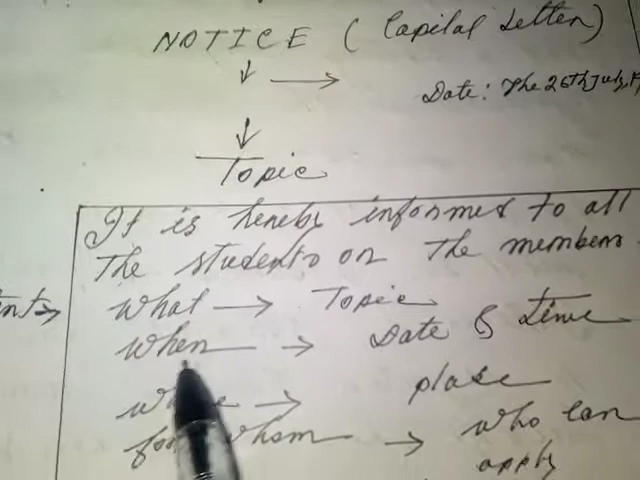 NOTICE ( Capital Letter)
↓ →
Date: The 26th July,
↓
Topic
It is hereby informed to all
The students or The members
What → Topic
When → Date & Time
→ place
for whom → who can
apply